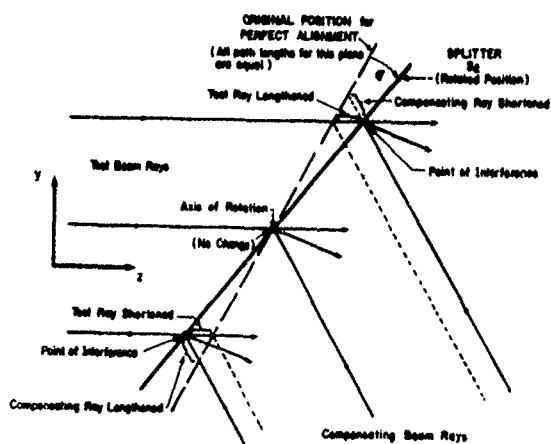 ORIGINAL POSITION for
PERFECT ALIGNMENT
(All path lengths for this plane
are equal)
SPLITTER
S₂
(Rotated Position)
α
Test Ray Lengthened
Compensating Ray Shortened
Test Beam Rays
Point of Interference
y
Axis of Rotation
(No Change)
z
Test Ray Shortened
Point of Interference
Compensating Ray Lengthened
Compensating Beam Rays